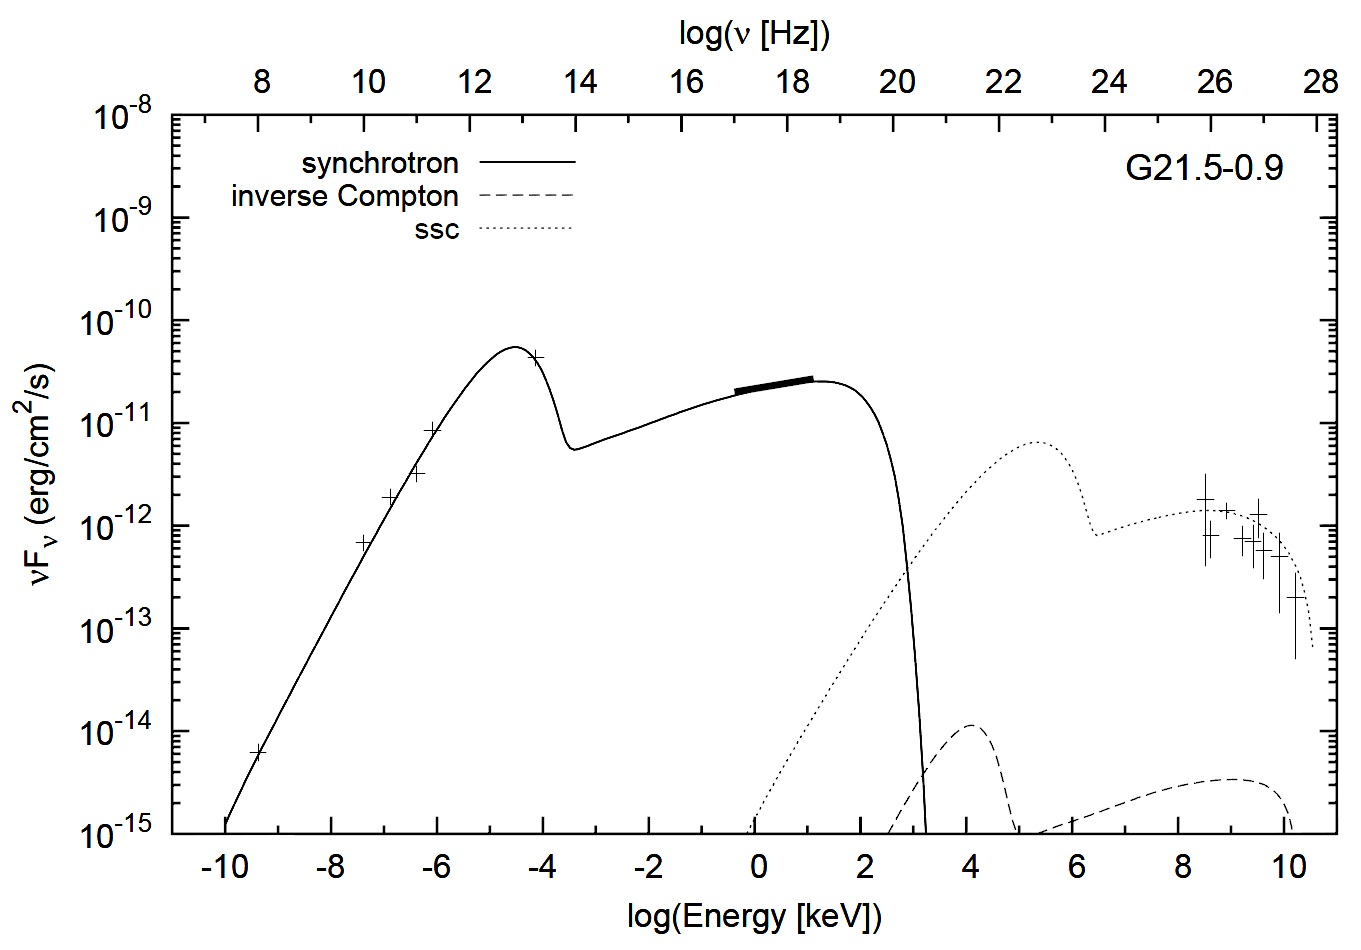 log(ν [Hz])
8 10 12 14 16 18 20 22 24 26 28
10^-8
10^-9
10^-10
10^-11
10^-12
10^-13
10^-14
10^-15
νF_ν (erg/cm^2/s)
synchrotron
inverse Compton
ssc
G21.5-0.9
-10 -8 -6 -4 -2 0 2 4 6 8 10
log(Energy [keV])